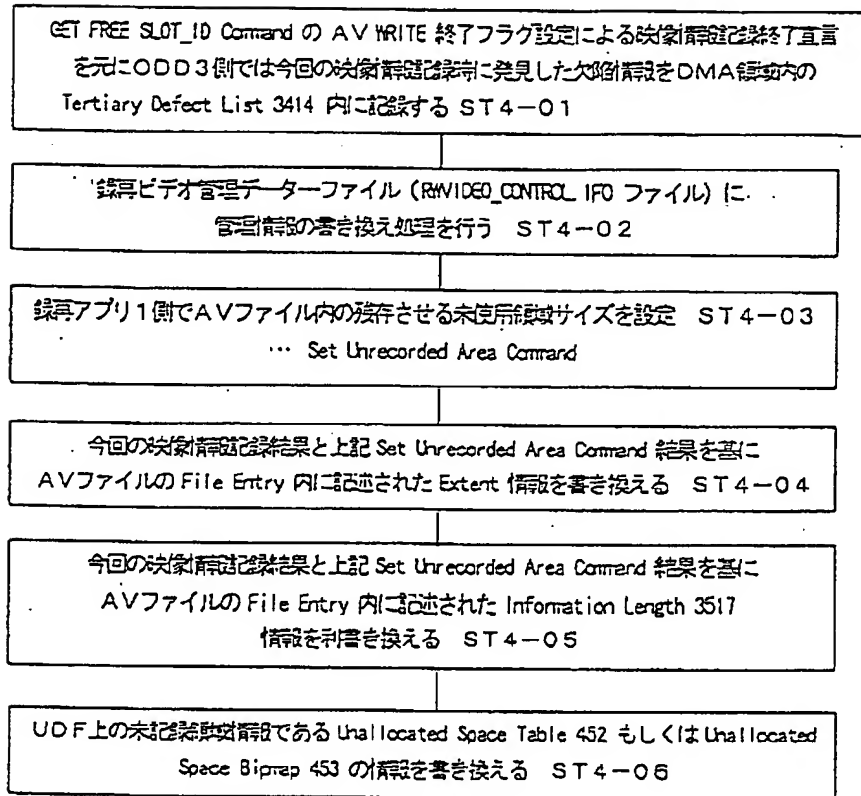 GET FREE SLOT_ID Command の AV WRITE 終了フラグ設定による映像情報記録終了宣言
を元にODD3側では今回の映像情報記録時に発見した欠陥情報をDMA領域内の
Tertiary Defect List 3414 内に記録する ST4-01
録再ビデオ管理データーファイル (RWVIDEO_CONTROL IFO ファイル) に
管理情報の書き換え処理を行う ST4-02
録再アプリ1側でAVファイル内の残存させる未使用領域サイズを設定 ST4-03
… Set Unrecorded Area Command
今回の映像情報記録結果と上記 Set Unrecorded Area Command 結果を基に
AVファイルの File Entry 内に記述された Extent 情報を書き換える ST4-04
今回の映像情報記録結果と上記 Set Unrecorded Area Command 結果を基に
AVファイルの File Entry 内に記述された Information Length 3517
情報を利書き換える ST4-05
UDF上の未記録領域情報である Unallocated Space Table 452 もしくは Unallocated
Space Bipmap 453 の情報を書き換える ST4-06